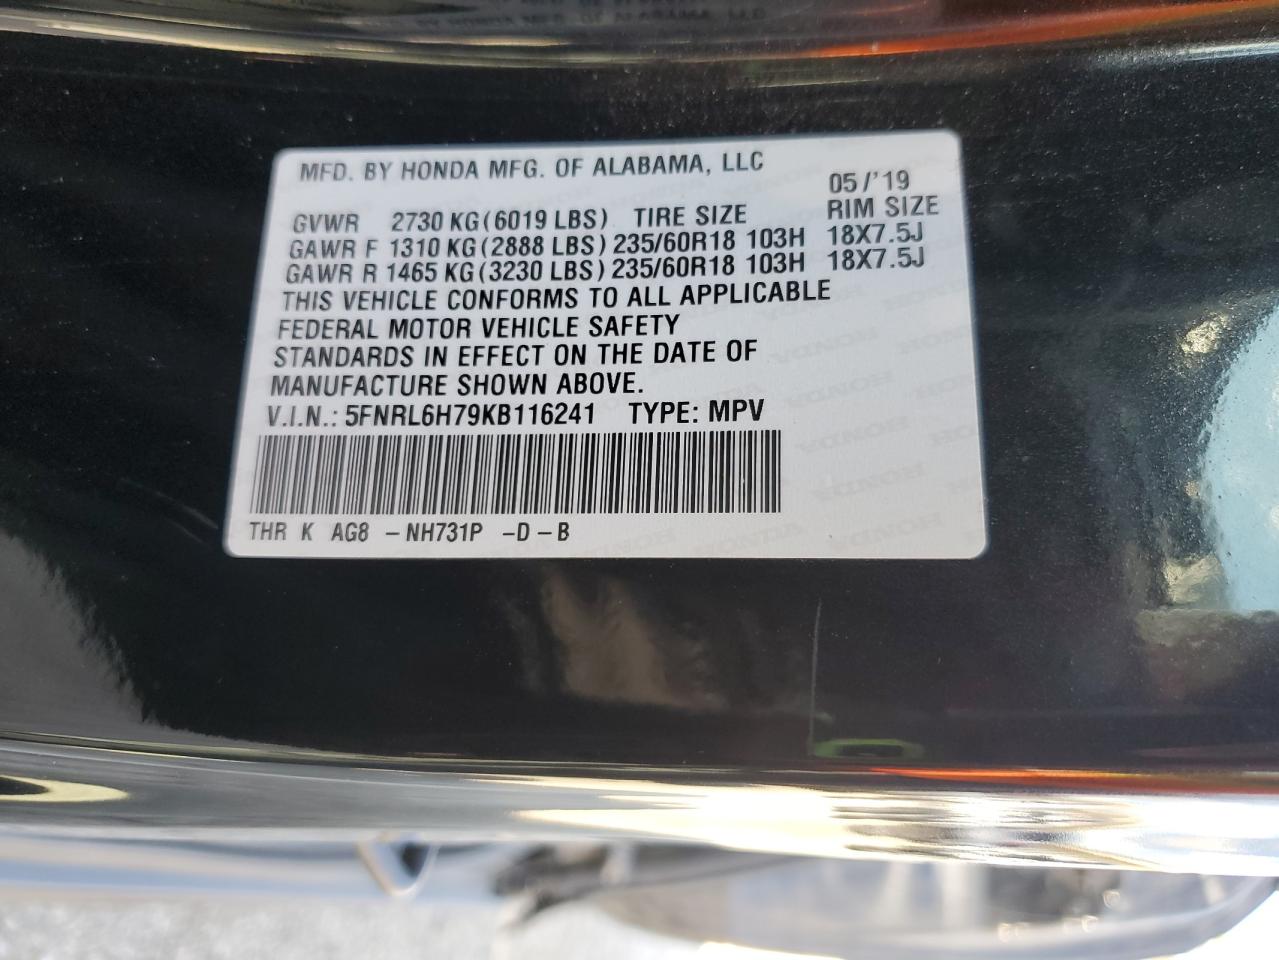 MFD. BY HONDA MFG. OF ALABAMA, LLC
05/'19
GVWR 2730 KG(6019 LBS) TIRE SIZE RIM SIZE
GAWR F 1310 KG(2888 LBS) 235/60R18 103H 18X7.5J
GAWR R 1465 KG(3230 LBS) 235/60R18 103H 18X7.5J
THIS VEHICLE CONFORMS TO ALL APPLICABLE
FEDERAL MOTOR VEHICLE SAFETY
STANDARDS IN EFFECT ON THE DATE OF
MANUFACTURE SHOWN ABOVE.
V.I.N.: 5FNRL6H79KB116241 TYPE: MPV
THR K AG8 -NH731P -D-B